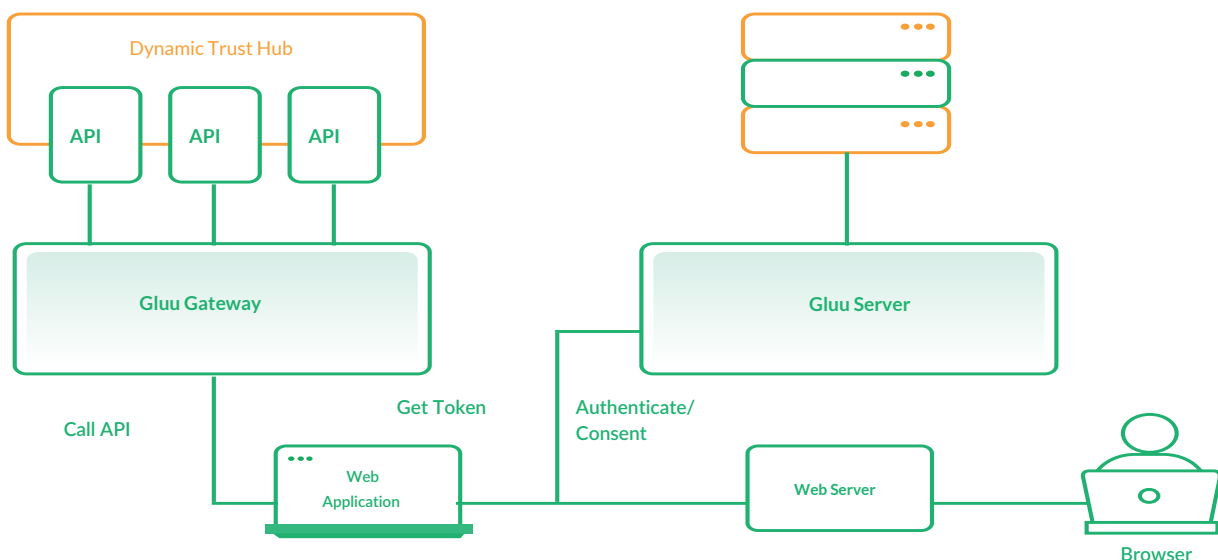 Dynamic Trust Hub
API
API
API
Gluu Gateway
Gluu Server
Call API
Get Token
Authenticate/
Consent
Web
Application
Web Server
Browser